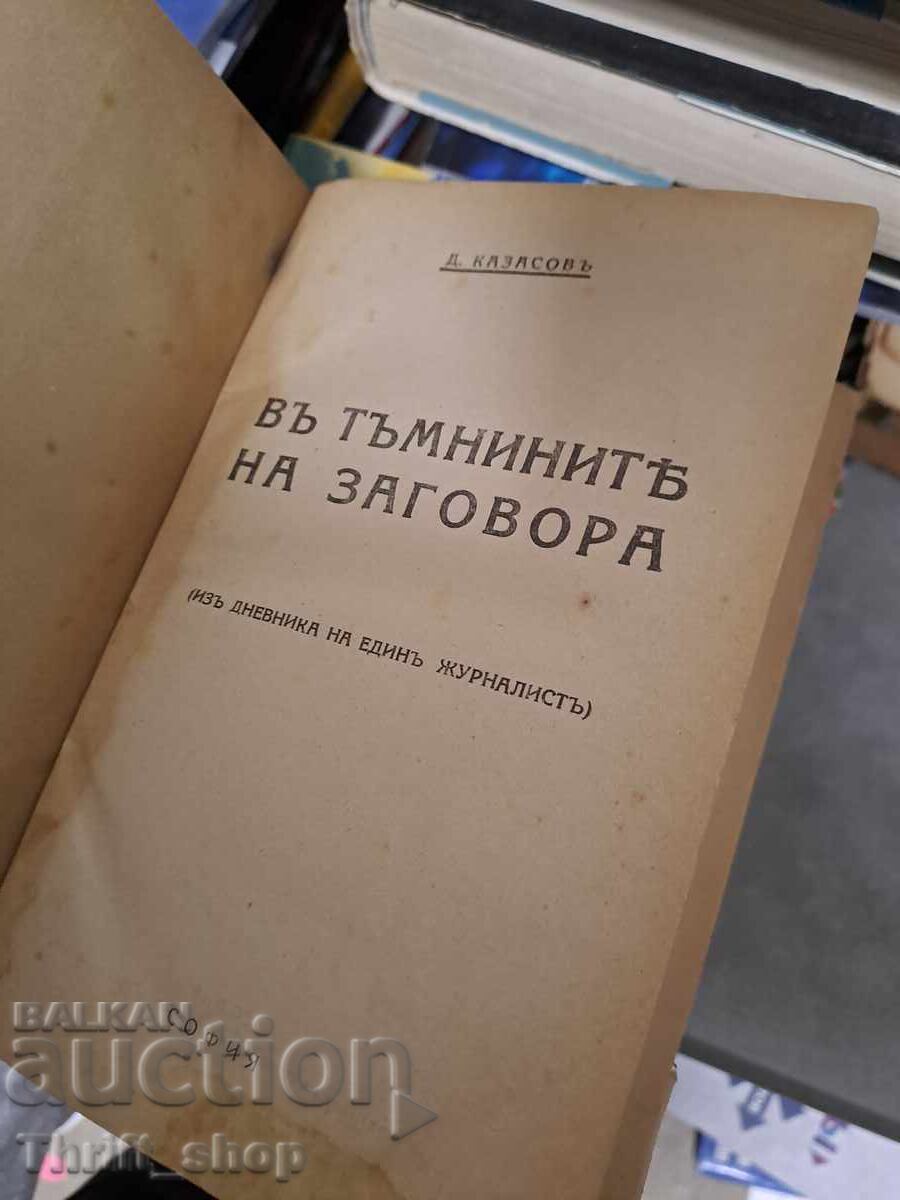 Д. КАЗАСОВЪ
ВЪ ТЪМНИНИТѢ
НА ЗАГОВОРА
(ИЗЪ ДНЕВНИКА НА ЕДИНЪ ЖУРНАЛИСТЪ)
СОФИЯ
BALKAN
auction
Thrift_shop